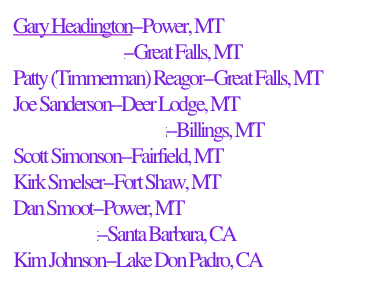 Gary Headington--Power, MT
--Great Falls, MT
Patty (Timmerman) Reagor--Great Falls, MT
Joe Sanderson--Deer Lodge, MT
--Billings, MT
Scott Simonson--Fairfield, MT
Kirk Smelser--Fort Shaw, MT
Dan Smoot--Power, MT
--Santa Barbara, CA
Kim Johnson--Lake Don Padro, CA